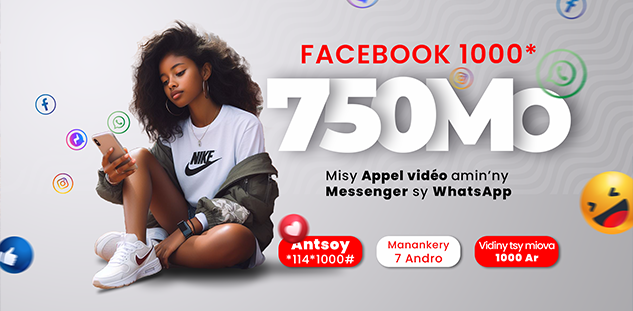 FACEBOOK 1000*
750Mo
Misy Appel vidéo amin’ny
Messenger sy WhatsApp
NIKE
Antsoy
*114*1000#
Manankery
7 Andro
Vidiny tsy miova
1000 Ar